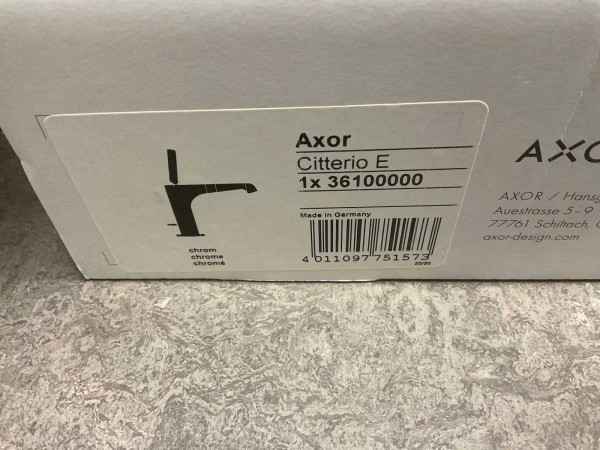 Axor
Citterio E
1x 36100000
Made in Germany
4 011097 751573
chrom
chrome
chromé
AXO
AXOR / Hansg
Auestrasse 5 - 9
77761 Schiltach, G
axor-design.com